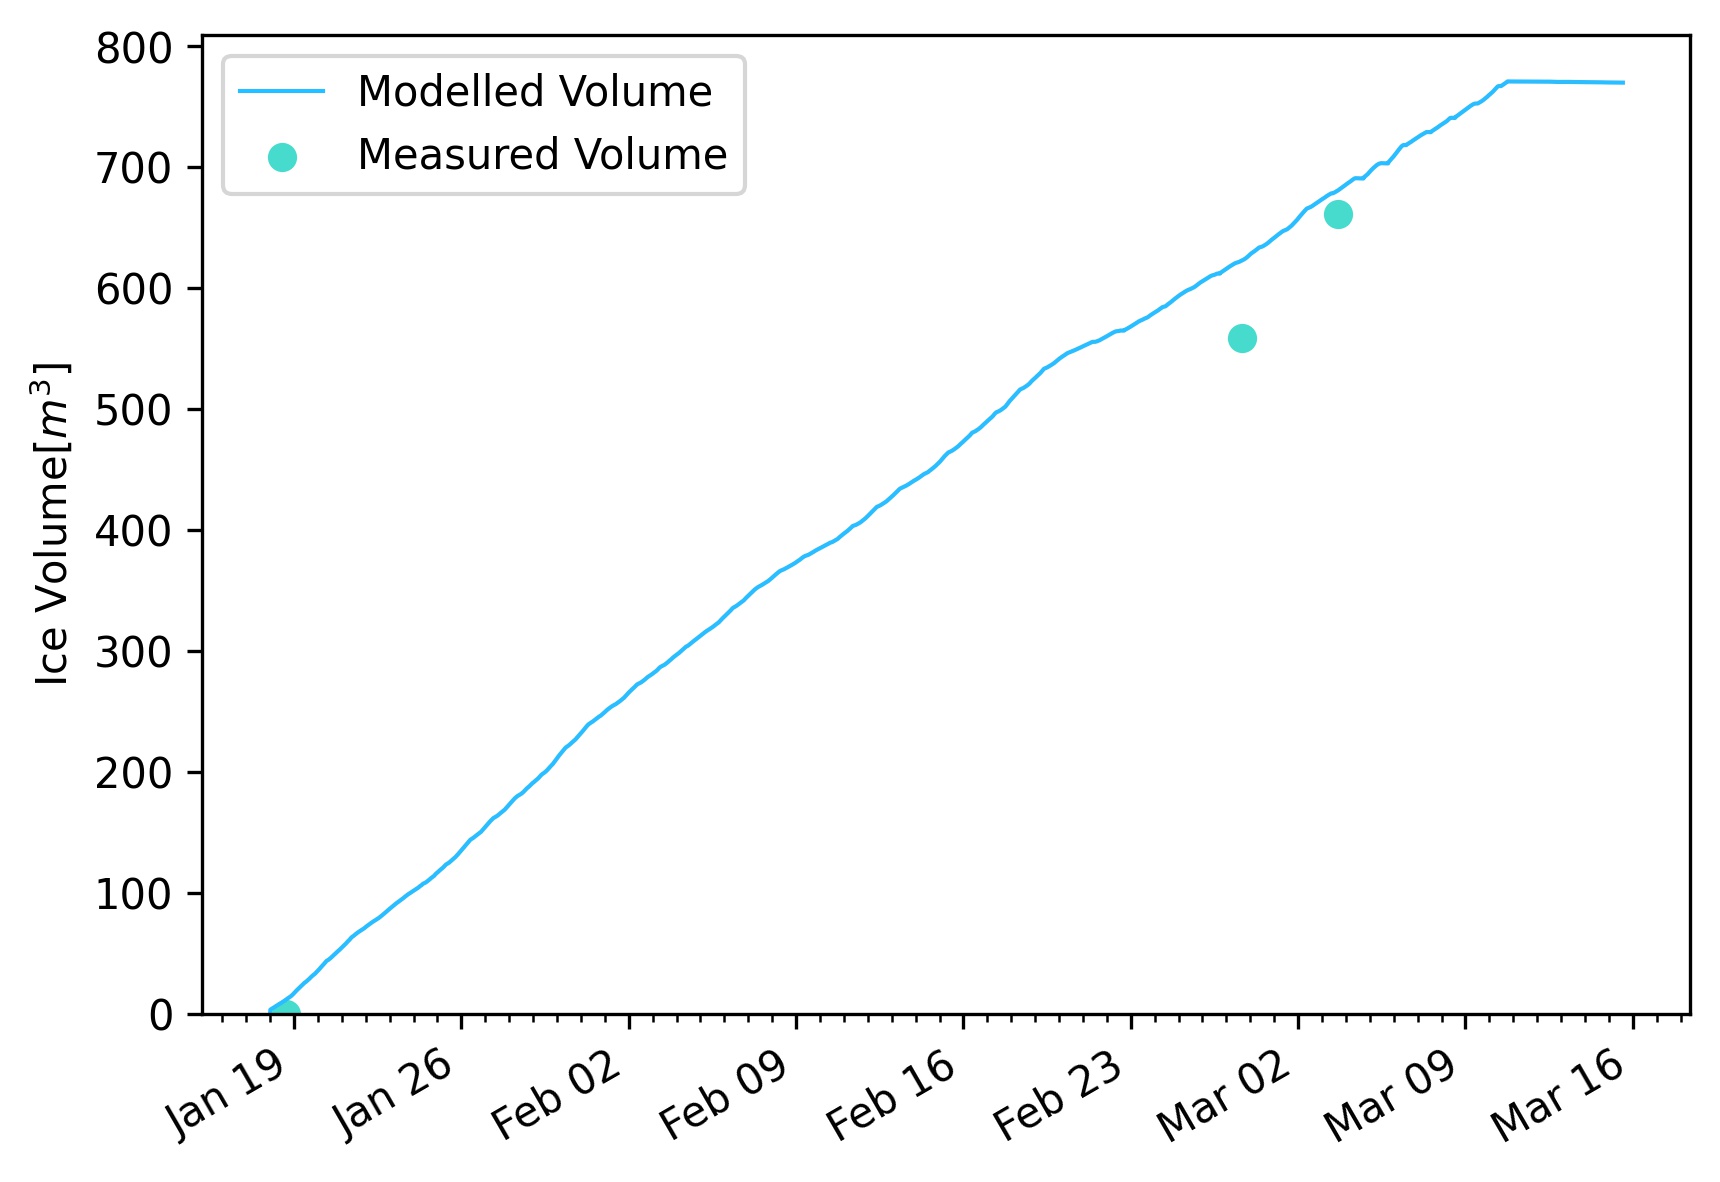 800
700
600
500
400
300
200
100
0
Ice Volume[m³]
Modelled Volume
Measured Volume
Jan 19
Jan 26
Feb 02
Feb 09
Feb 16
Feb 23
Mar 02
Mar 09
Mar 16